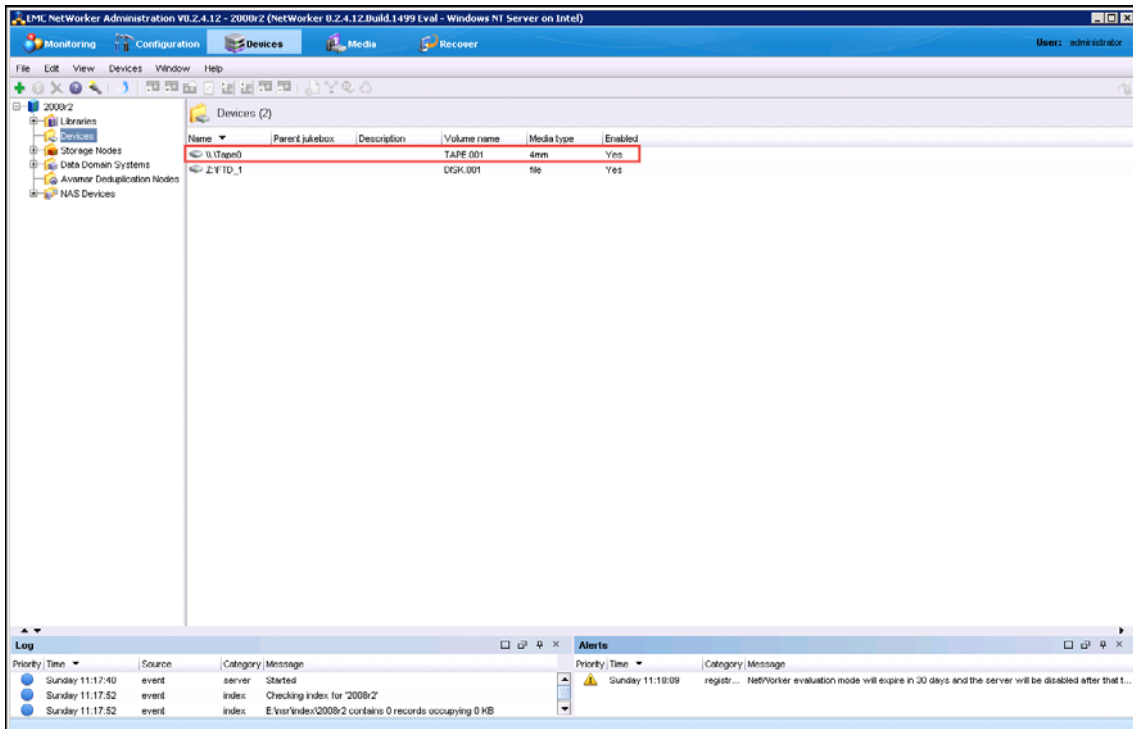 EMC NetWorker Administration V8.2.4.12 - 2008r2 (NetWorker 8.2.4.12.Build.1499 Eval - Windows NT Server on Intel)
Monitoring Configuration Devices Media Recover User: administrator
File Edit View Devices Window Help
2008r2
Libraries
Devices
Storage Nodes
Data Domain Systems
Avamar Deduplication Nodes
NAS Devices
Devices (2)
Name Parent jukebox Description Volume name Media type Enabled
\\.\Tape0 TAPE.001 4mm Yes
Z:\FTD_1 DISK.001 file Yes
Log
Priority Time Source Category Message
Sunday 11:17:40 event server Started
Sunday 11:17:52 event index Checking index for '2008r2'
Sunday 11:17:52 event index E:\nsr\index\2008r2 contains 0 records occupying 0 KB
Alerts
Priority Time Category Message
Sunday 11:18:09 registr... NetWorker evaluation mode will expire in 30 days and the server will be disabled after that t...